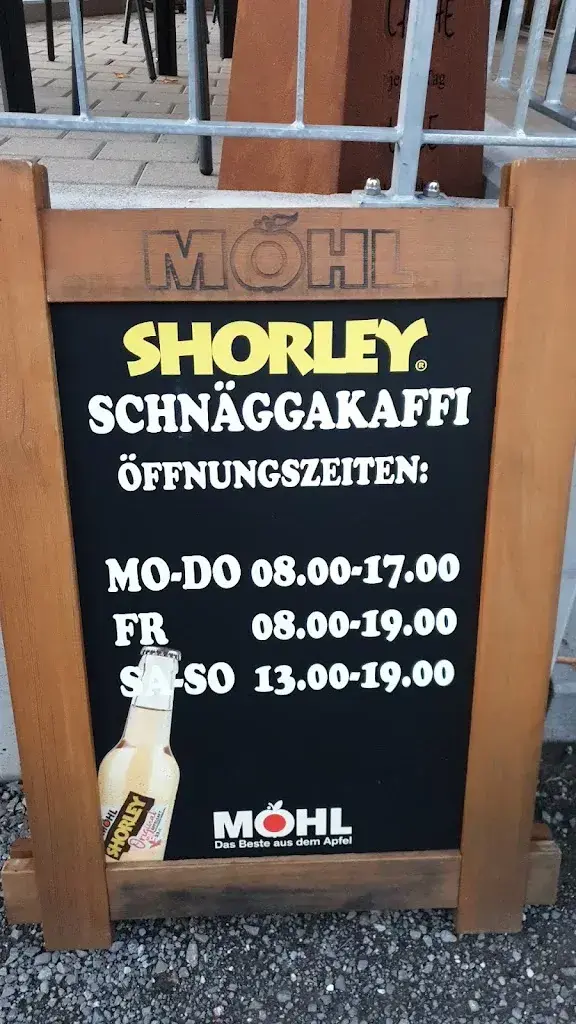 MÖHL
SHORLEY®
SCHNÄGGAKAFFI
ÖFFNUNGSZEITEN:
MO-DO 08.00-17.00
FR 08.00-19.00
SA-SO 13.00-19.00
MÖHL
SHORLEY
Original
MÖHL
Das Beste aus dem Apfel